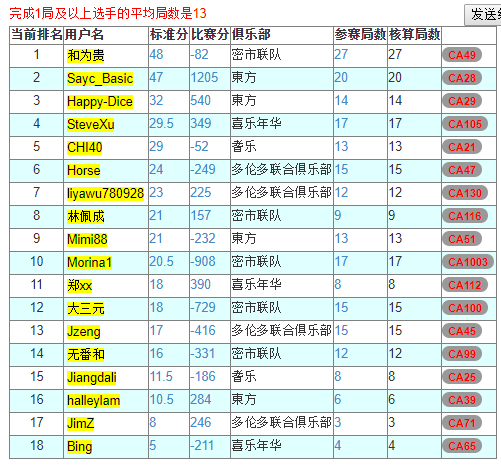 完成1局及以上选手的平均局数是13
当前排名 用户名 标准分 比赛分 俱乐部 参赛局数 核算局数
1 和为贵 48 -82 密市联队 27 27 CA49
2 Sayc_Basic 47 1205 東方 20 20 CA28
3 Happy-Dice 32 540 東方 14 14 CA29
4 SteveXu 29.5 349 喜乐年华 17 17 CA105
5 CHI40 29 -52 耆乐 13 13 CA21
6 Horse 24 -249 多伦多联合俱乐部 15 15 CA47
7 liyawu780928 23 225 多伦多联合俱乐部 12 12 CA130
8 林佩成 21 157 密市联队 9 9 CA116
9 Mimi88 21 -232 東方 13 13 CA51
10 Morina1 20.5 -908 密市联队 17 17 CA1003
11 郑xx 18 390 喜乐年华 8 8 CA112
12 大三元 18 -729 密市联队 15 15 CA100
13 Jzeng 17 -416 多伦多联合俱乐部 15 15 CA45
14 无番和 16 -331 密市联队 12 12 CA99
15 Jiangdali 11.5 -186 耆乐 8 8 CA25
16 halleylam 10.5 284 東方 6 6 CA39
17 JimZ 8 246 多伦多联合俱乐部 3 3 CA71
18 Bing 5 -211 喜乐年华 4 4 CA65